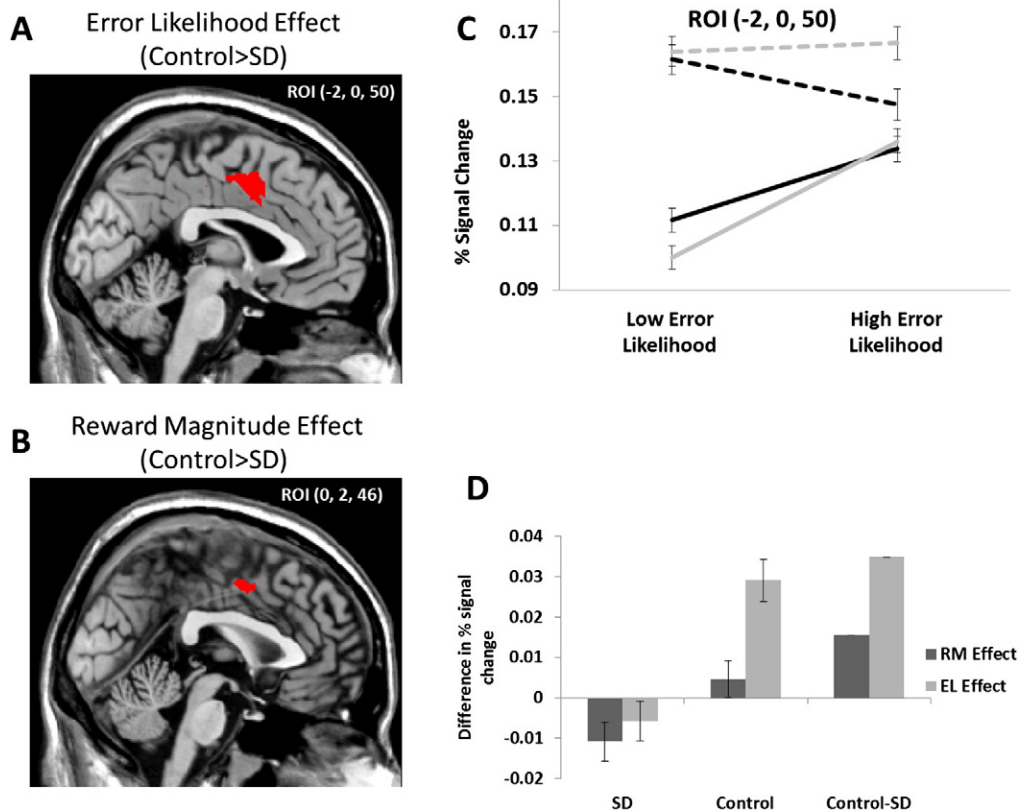 A
Error Likelihood Effect
(Control>SD)
ROI (-2, 0, 50)
B
Reward Magnitude Effect
(Control>SD)
ROI (0, 2, 46)
C
ROI (-2, 0, 50)
% Signal Change
0.17
0.15
0.13
0.11
0.09
Low Error
Likelihood
High Error
Likelihood
D
Difference in % signal
change
0.04
0.03
0.02
0.01
0
-0.01
-0.02
SD
Control
Control-SD
RM Effect
EL Effect